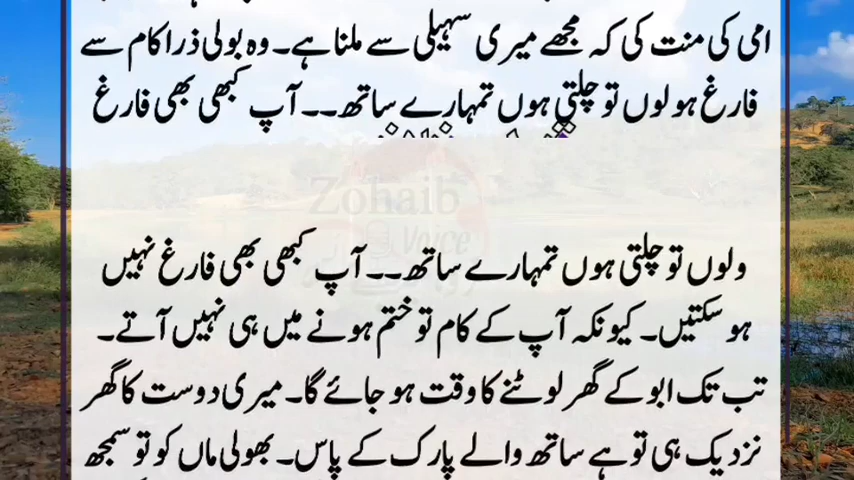 امی کی منت کی کہ مجھے میری سہیلی سے ملنا ہے۔ وہ بولی ذرا کام سے
فارغ ہولوں تو چلتی ہوں تمہارے ساتھ۔۔ آپ کبھی بھی فارغ
Zohaib
Voice
ولوں تو چلتی ہوں تمہارے ساتھ۔۔ آپ کبھی بھی فارغ نہیں
ہو سکتیں۔ کیونکہ آپ کے کام تو ختم ہونے میں ہی نہیں آتے۔
تب تک ابو کے گھر لوٹنے کا وقت ہو جائے گا۔ میری دوست کا گھر
نزدیک ہی تو ہے ساتھ والے پارک کے پاس۔ بھولی ماں کو تو سمجھ